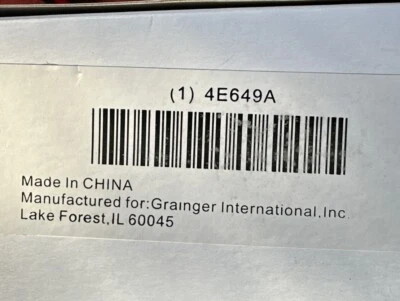 (1) 4E649A
Made In CHINA
Manufactured for:Grainger International,Inc
Lake Forest,IL 60045